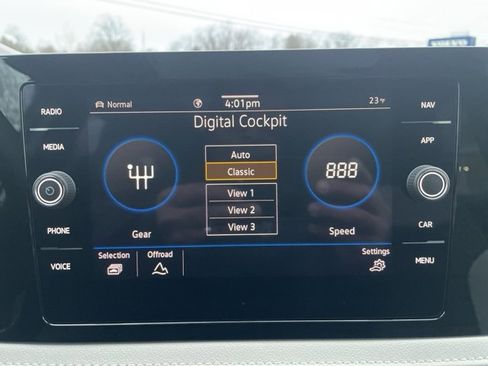 RADIO
MEDIA
PHONE
VOICE
Normal
4:01pm
23 °F
Digital Cockpit
Auto
Classic
View 1
View 2
View 3
Gear
888
Speed
Selection
Offroad
Settings
NAV
APP
CAR
MENU